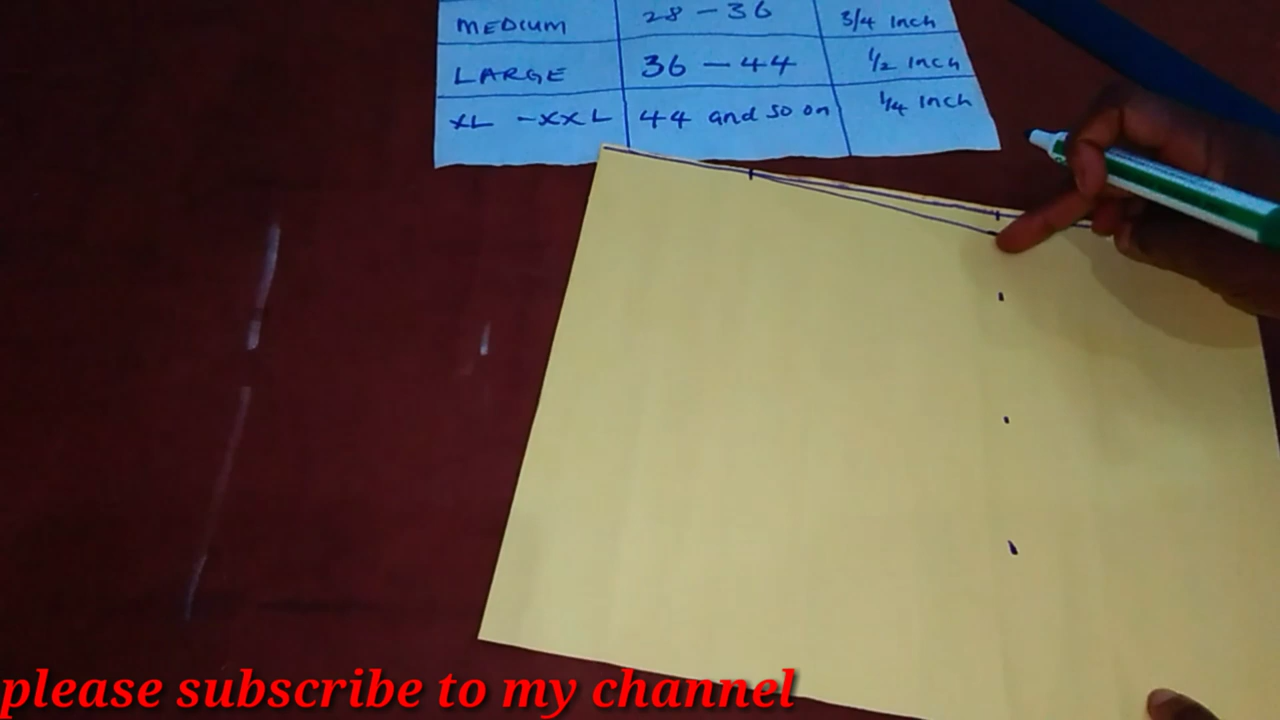 MEDIUM 28 - 36 3/4 Inch
LARGE 36 - 44 1/2 Inch
XL - XXL 44 and so on 1/4 Inch
please subscribe to my channel